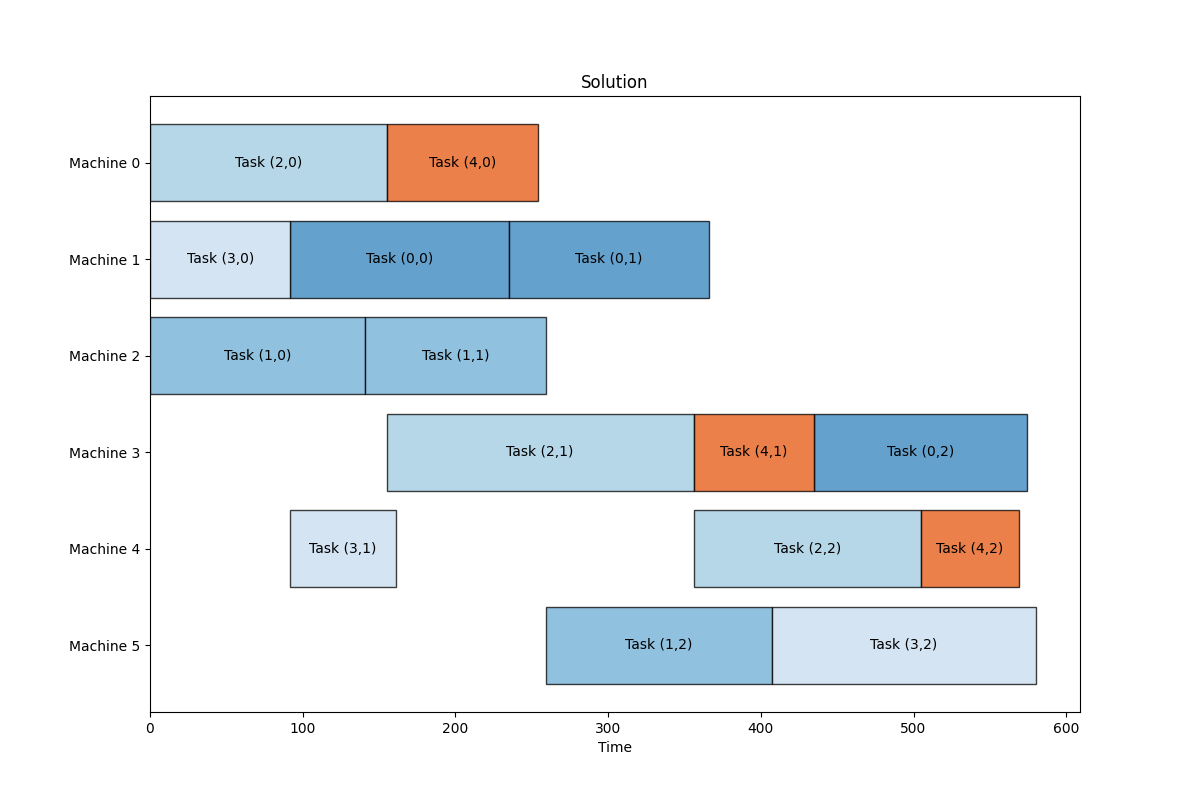 Solution
Machine 0
Task (2,0)
Task (4,0)
Machine 1
Task (3,0)
Task (0,0)
Task (0,1)
Machine 2
Task (1,0)
Task (1,1)
Machine 3
Task (2,1)
Task (4,1)
Task (0,2)
Machine 4
Task (3,1)
Task (2,2)
Task (4,2)
Machine 5
Task (1,2)
Task (3,2)
0 100 200 300 400 500 600
Time